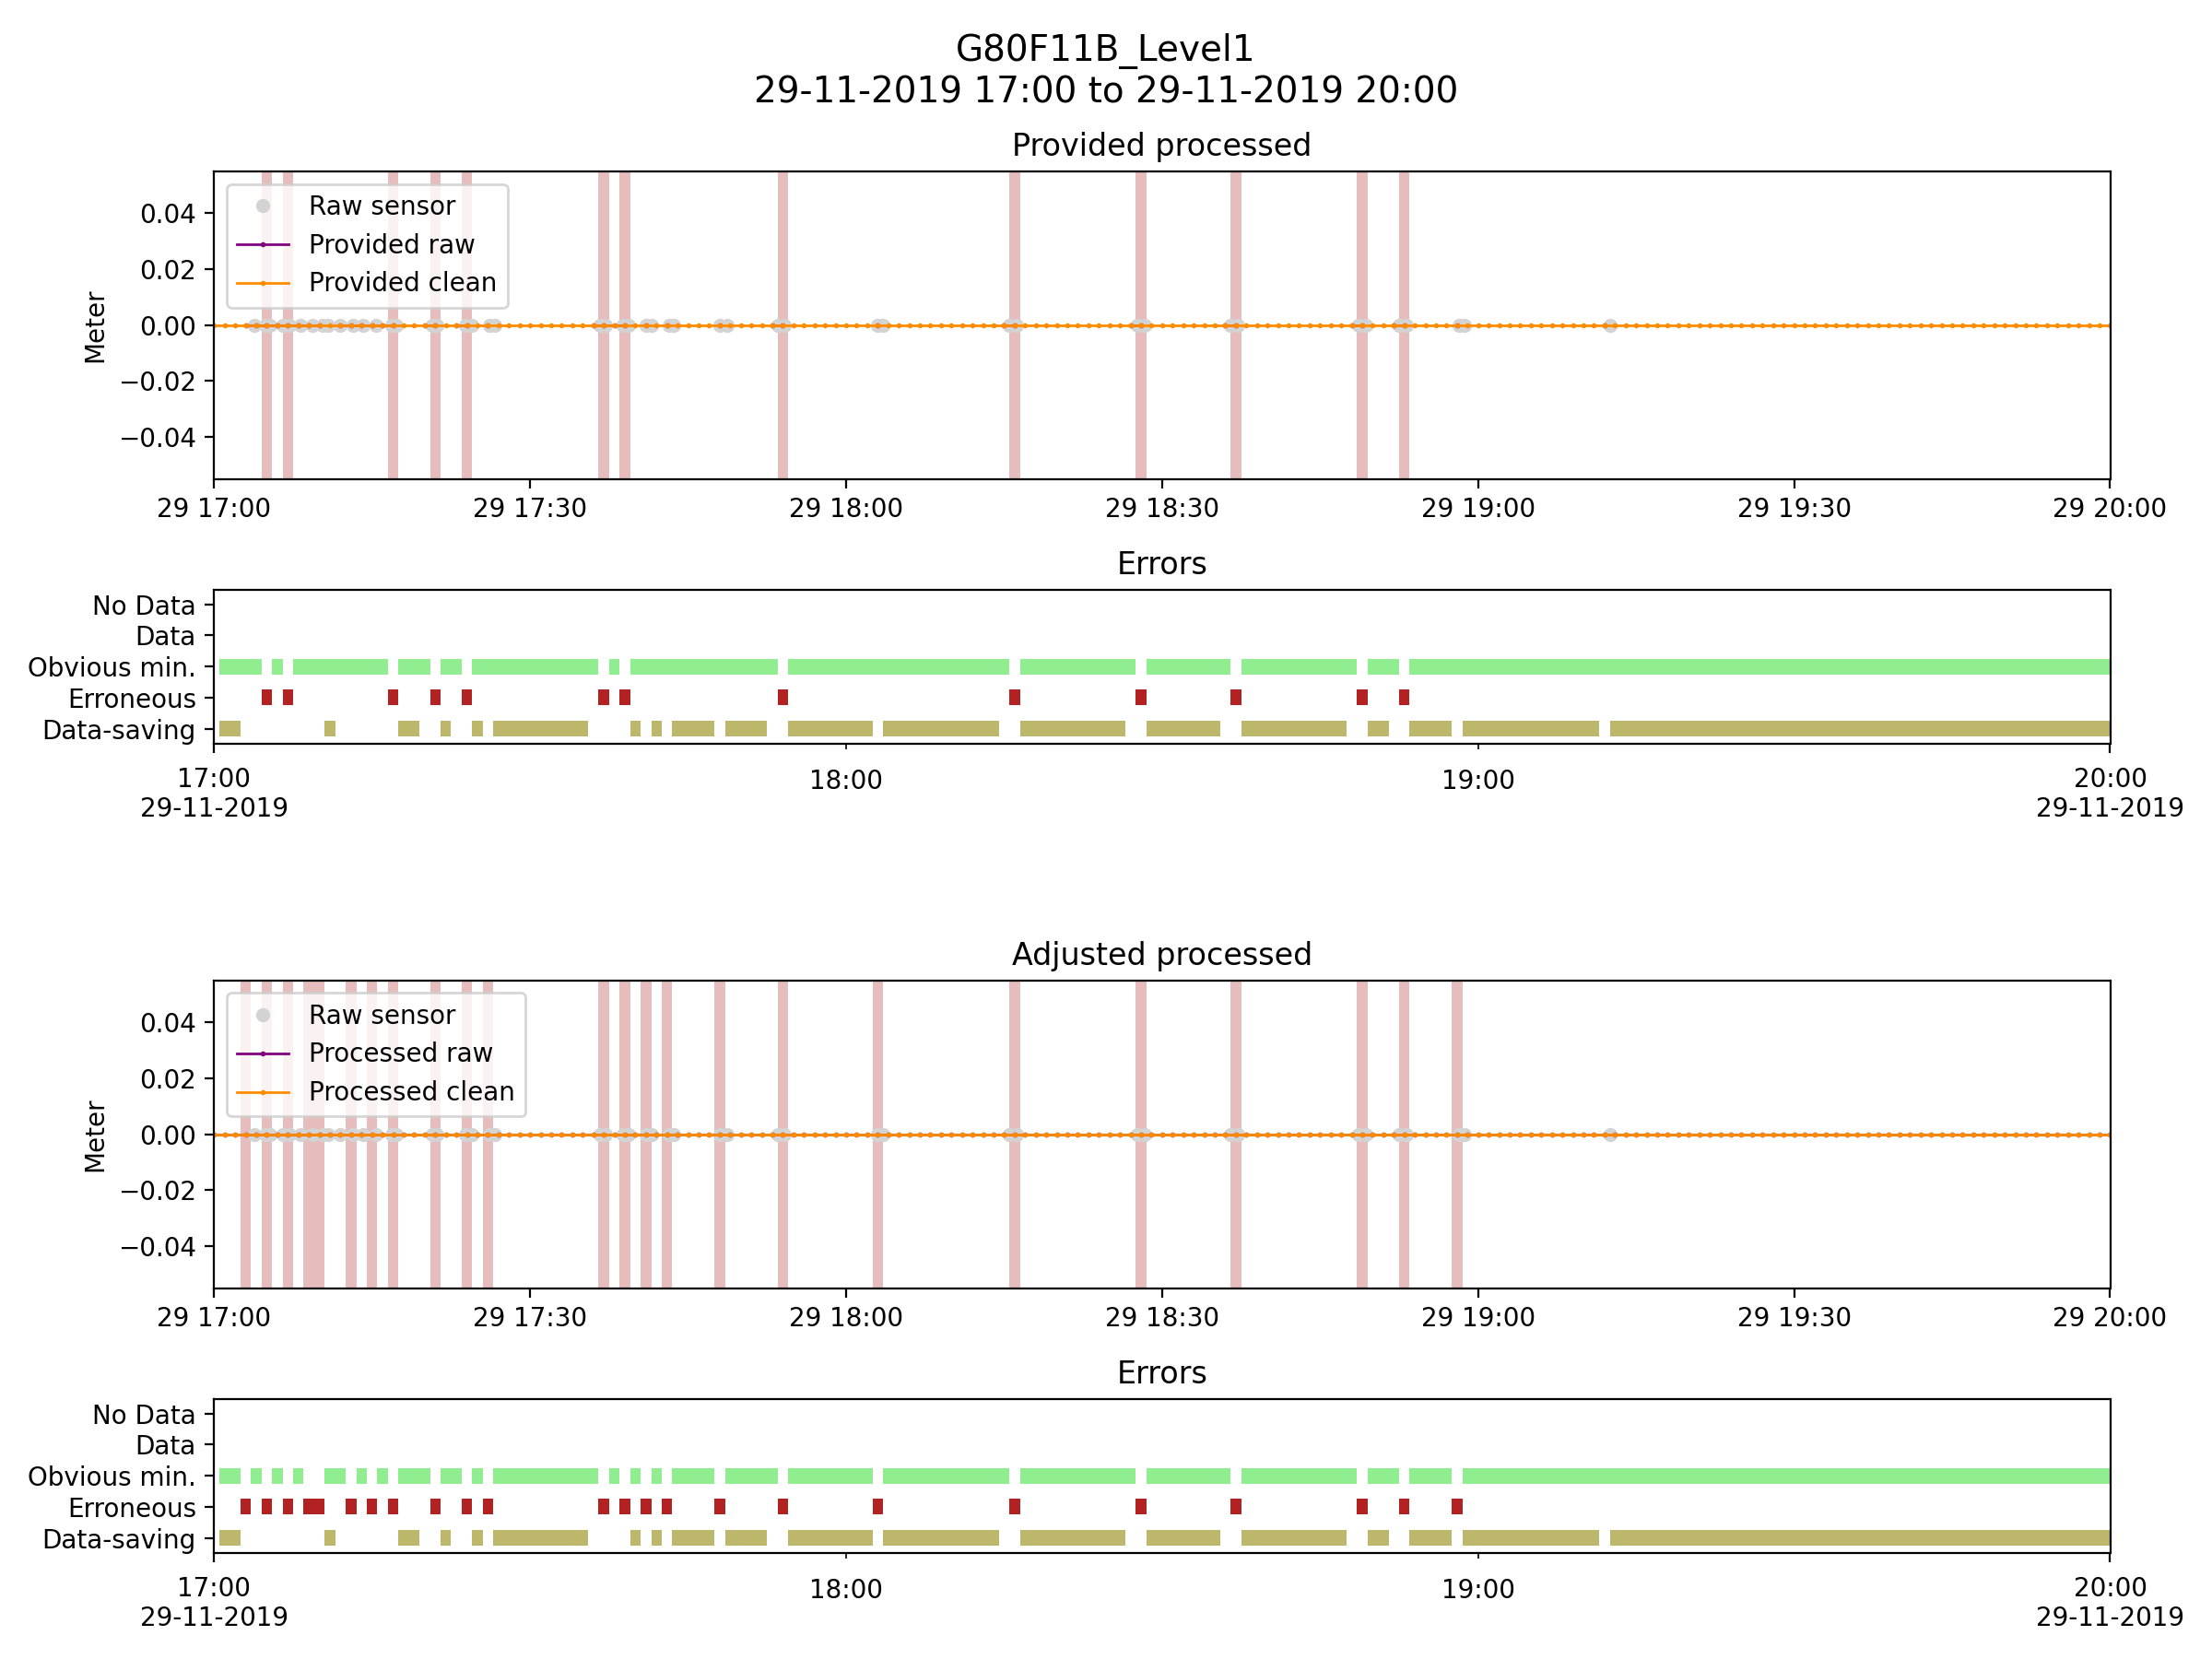 G80F11B_Level1
29-11-2019 17:00 to 29-11-2019 20:00
Provided processed
Raw sensor
Provided raw
Provided clean
Meter
0.04
0.02
0.00
−0.02
−0.04
29 17:00 29 17:30 29 18:00 29 18:30 29 19:00 29 19:30 29 20:00
Errors
No Data
Data
Obvious min.
Erroneous
Data-saving
17:00 18:00 19:00 20:00
29-11-2019 29-11-2019
Adjusted processed
Raw sensor
Processed raw
Processed clean
Meter
0.04
0.02
0.00
−0.02
−0.04
29 17:00 29 17:30 29 18:00 29 18:30 29 19:00 29 19:30 29 20:00
Errors
No Data
Data
Obvious min.
Erroneous
Data-saving
17:00 18:00 19:00 20:00
29-11-2019 29-11-2019